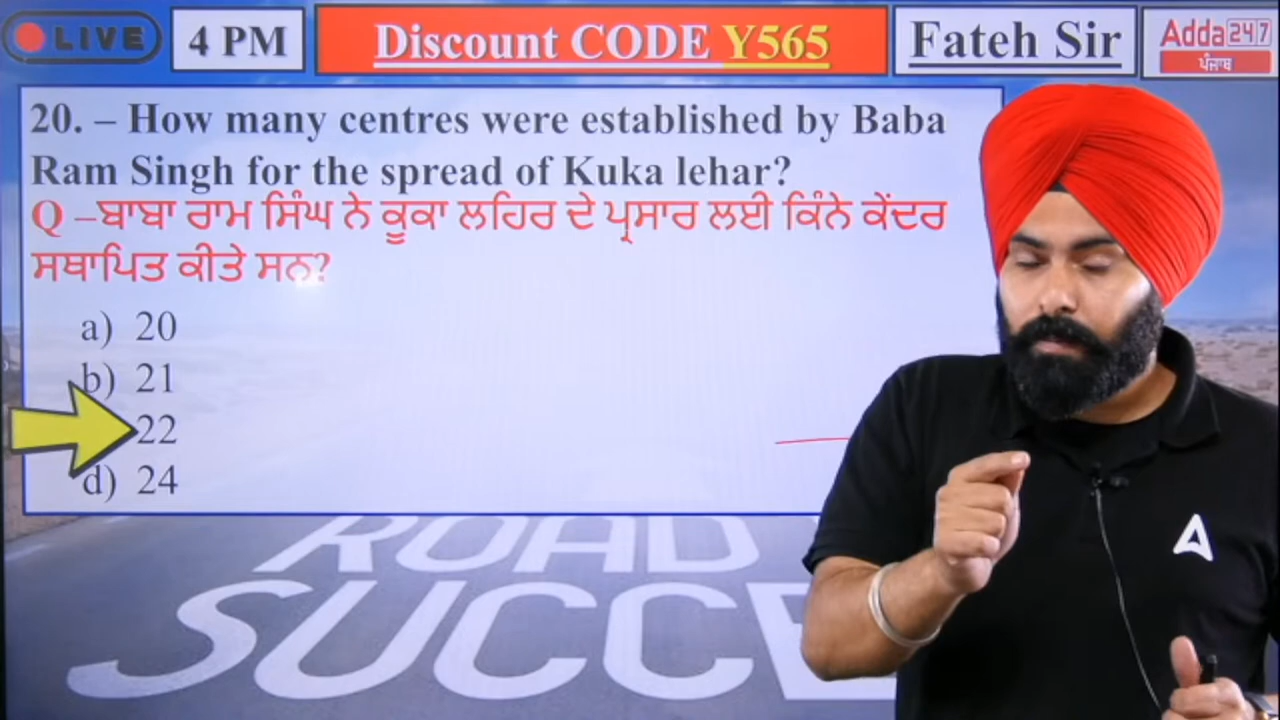 LIVE
4 PM
Discount CODE Y565
Fateh Sir
Adda247
ਪੰਜਾਬ
20. – How many centres were established by Baba
Ram Singh for the spread of Kuka lehar?
Q –ਬਾਬਾ ਰਾਮ ਸਿੰਘ ਨੇ ਕੂਕਾ ਲਹਿਰ ਦੇ ਪ੍ਰਸਾਰ ਲਈ ਕਿੰਨੇ ਕੇਂਦਰ
ਸਥਾਪਿਤ ਕੀਤੇ ਸਨ?
a) 20
b) 21
22
d) 24
ROAD
SUCCE